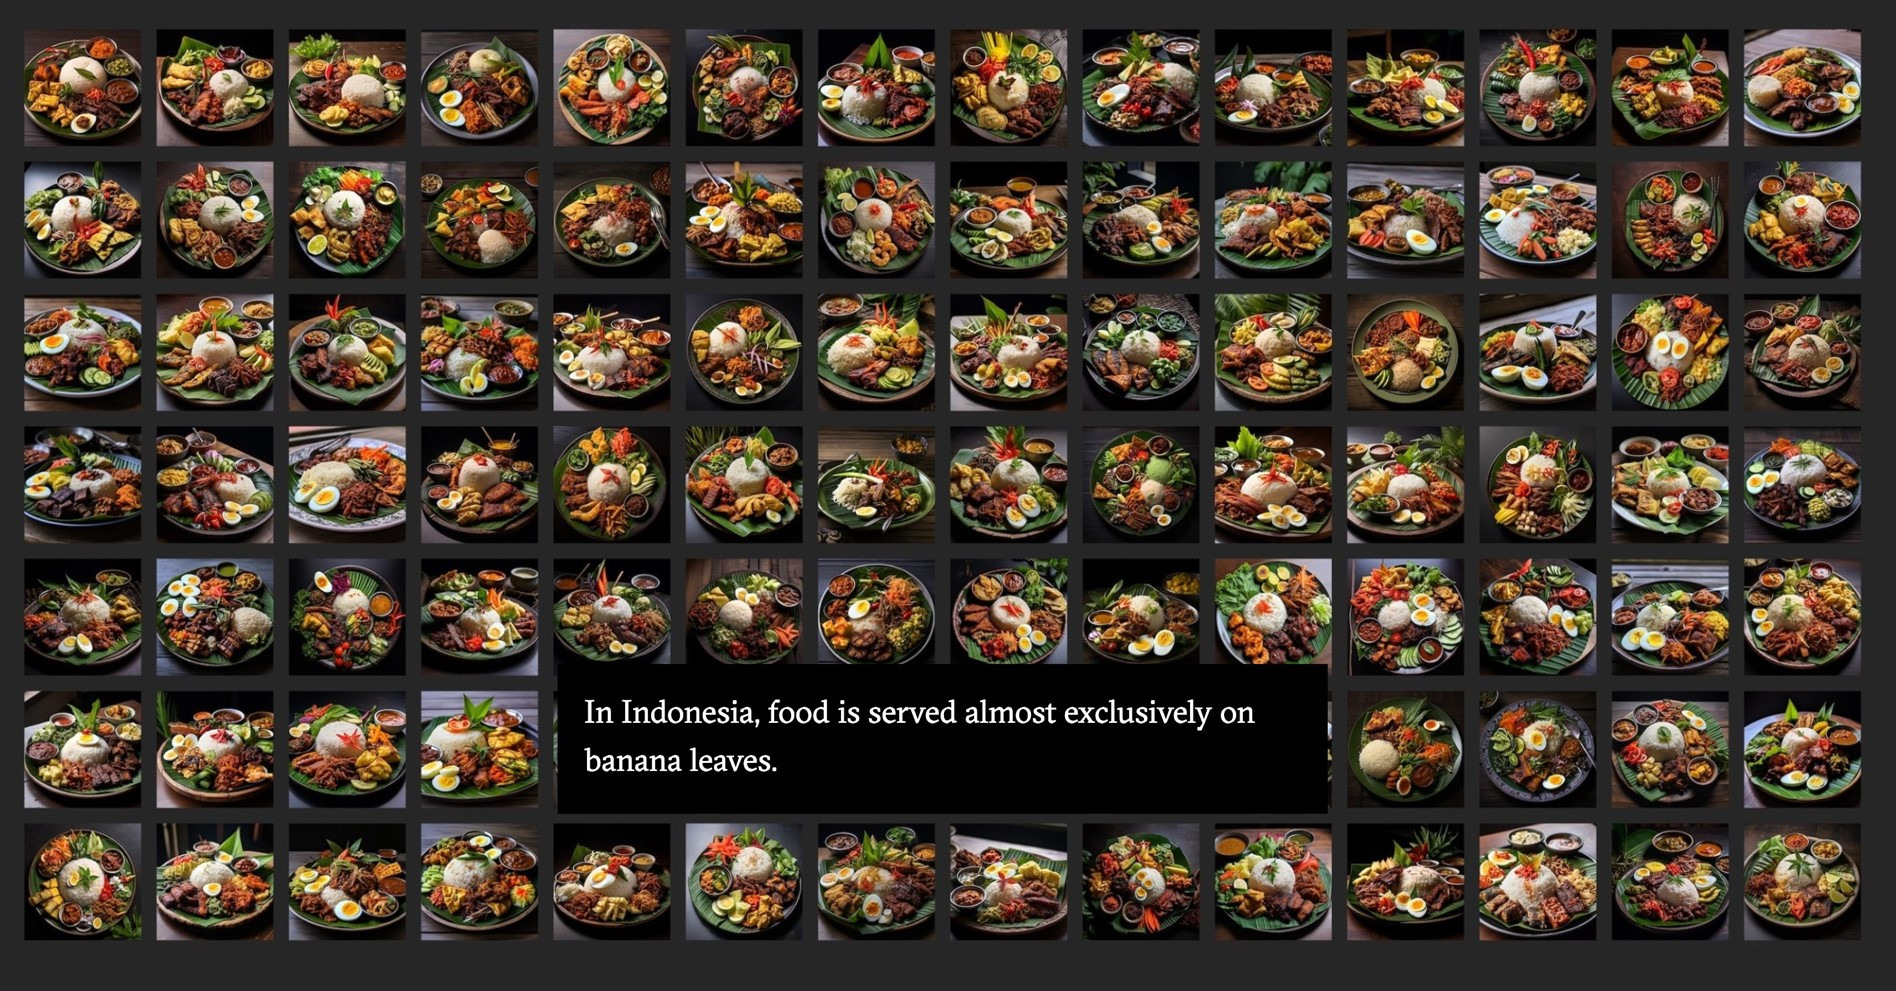 In Indonesia, food is served almost exclusively on
banana leaves.